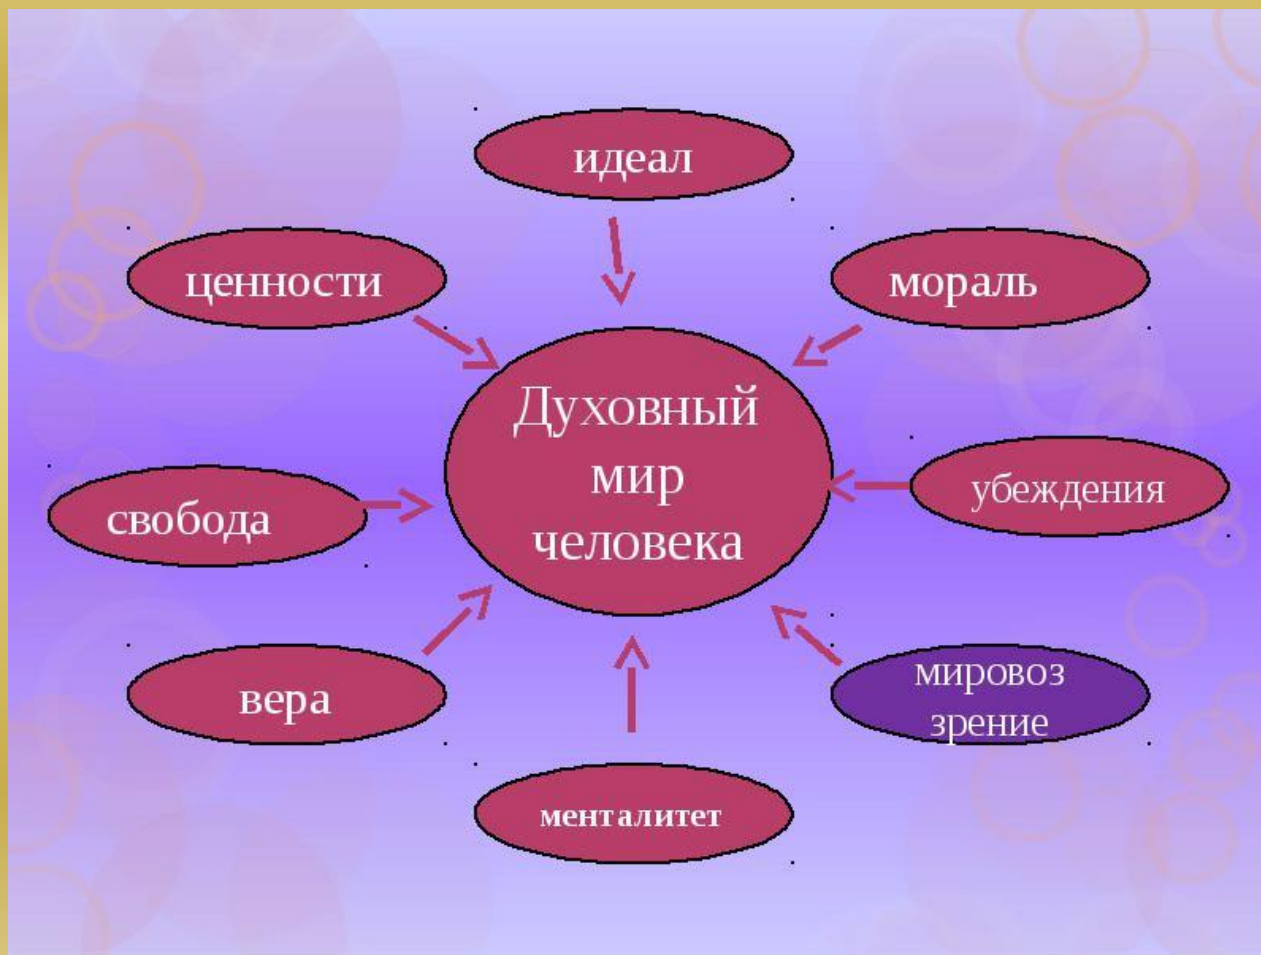 идеал
ценности
мораль
Духовный
мир
человека
убеждения
свобода
мировоз
зрение
вера
менталитет